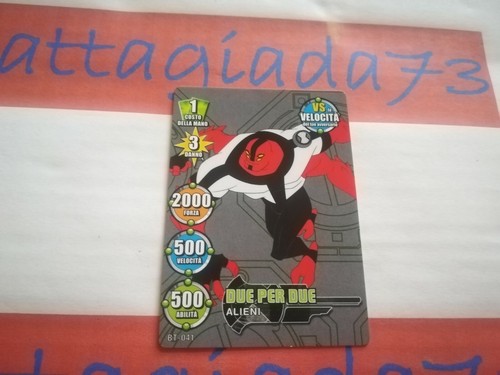 attagiada73
1
COSTO
DELLA MANO
VS
VELOCITÀ
3
DANNO
2000
FORZA
500
VELOCITÀ
500
ABILITÀ
DUE PER DUE
ALIENI
BT-041
attagiada73